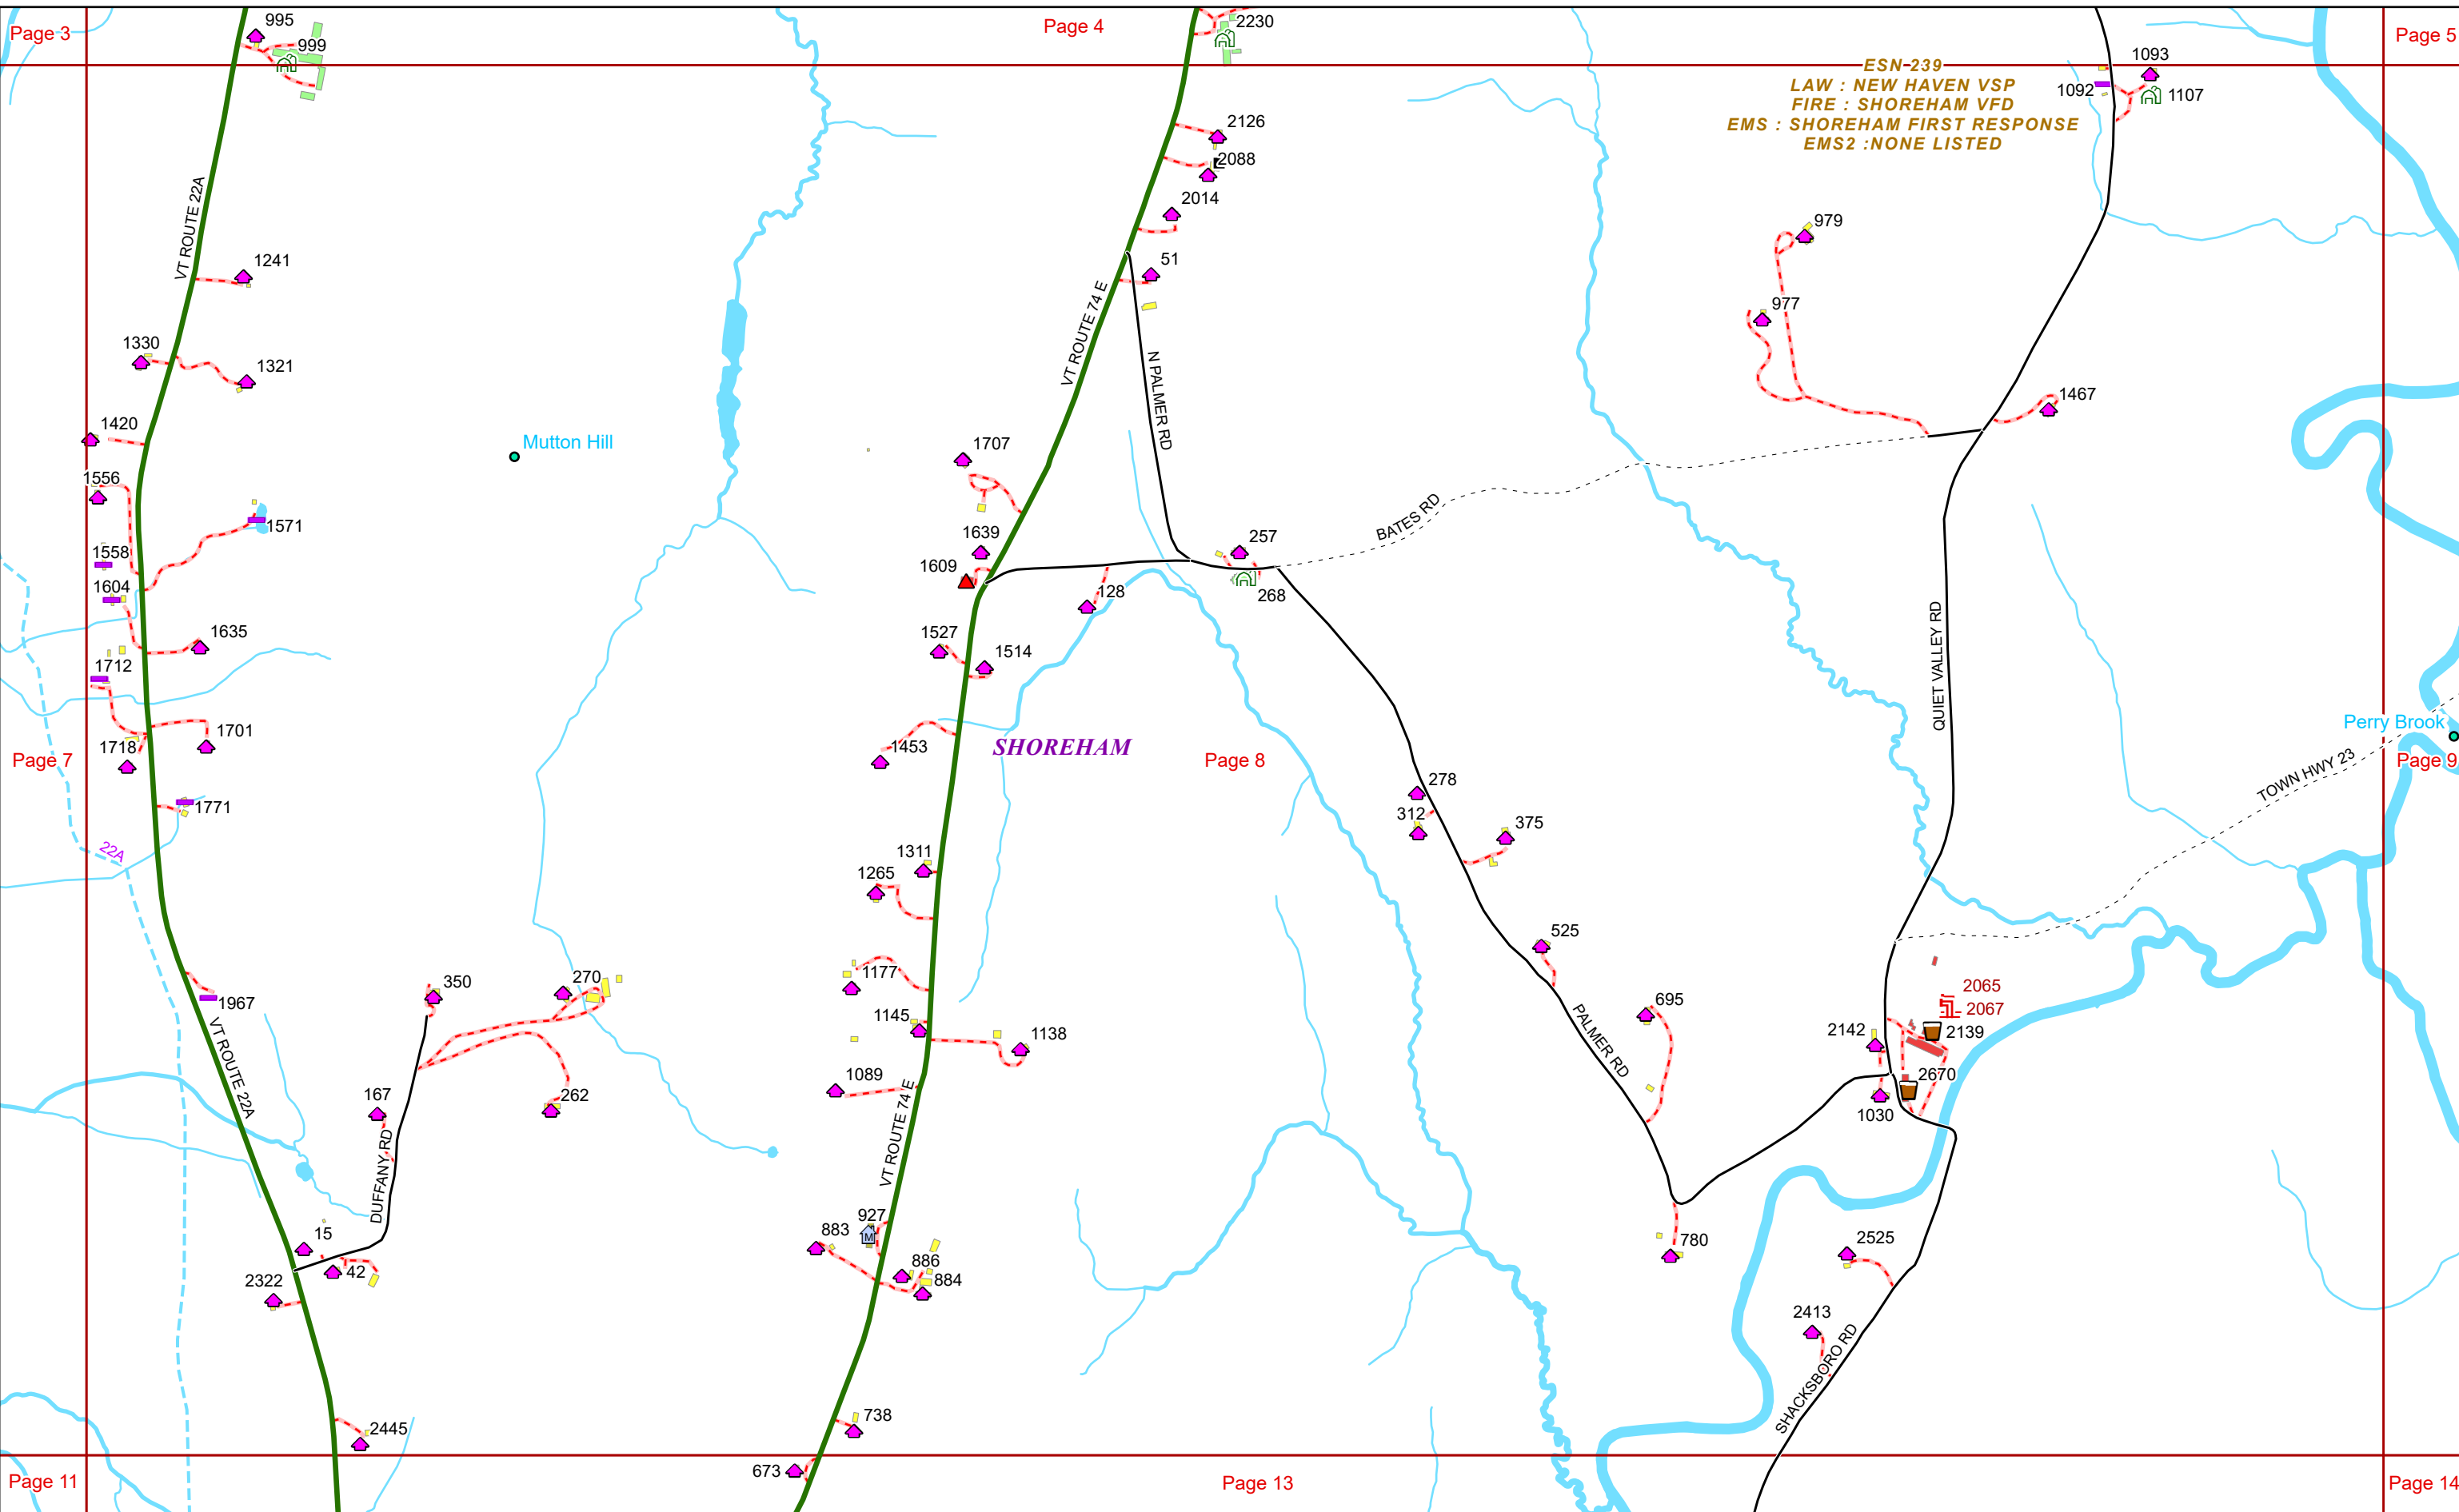 995
Page 3
999
Page 4
2230
Page 5
ESN 239
LAW : NEW HAVEN VSP
FIRE : SHOREHAM VFD
EMS : SHOREHAM FIRST RESPONSE
EMS2 :NONE LISTED
1093
1092
1107
2126
2088
2014
VT ROUTE 22A
979
1241
51
977
VT ROUTE 74 E
1330
1321
N PALMER RD
1467
1420
Mutton Hill
1707
1556
1571
BATES RD
1639
257
1558
1609
1604
128
268
1635
1527
1514
QUIET VALLEY RD
1712
1701
1718
1453
SHOREHAM
Perry Brook
Page 7
Page 8
Page 9
TOWN HWY 23
278
1771
312
375
22A
1311
1265
525
1177
350
270
1967
2065
695
2067
1145
2142
2139
1138
VT ROUTE 22A
PALMER RD
1089
2670
167
262
1030
VT ROUTE 74 E
DUFFANY RD
927
15
883
2525
780
886
42
884
2322
2413
SHACKSBORO RD
738
2445
673
Page 11
Page 13
Page 14
M